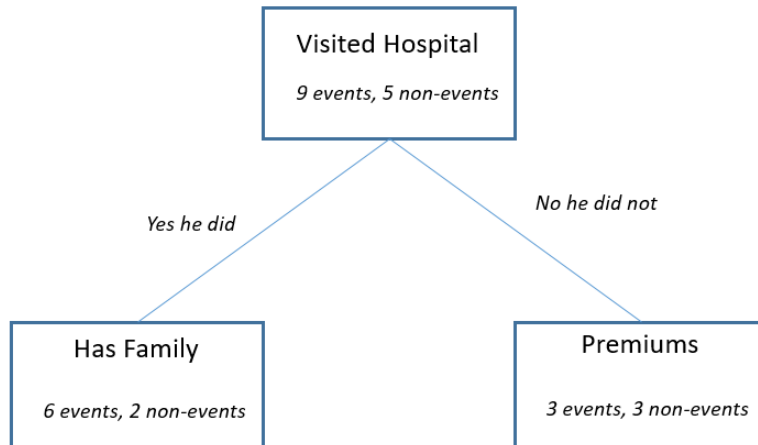 Visited Hospital
9 events, 5 non-events
Yes he did
No he did not
Has Family
6 events, 2 non-events
Premiums
3 events, 3 non-events